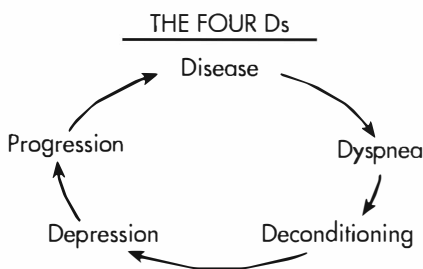 THE FOUR Ds
Disease
Progression
Dyspnea
Depression
Deconditioning